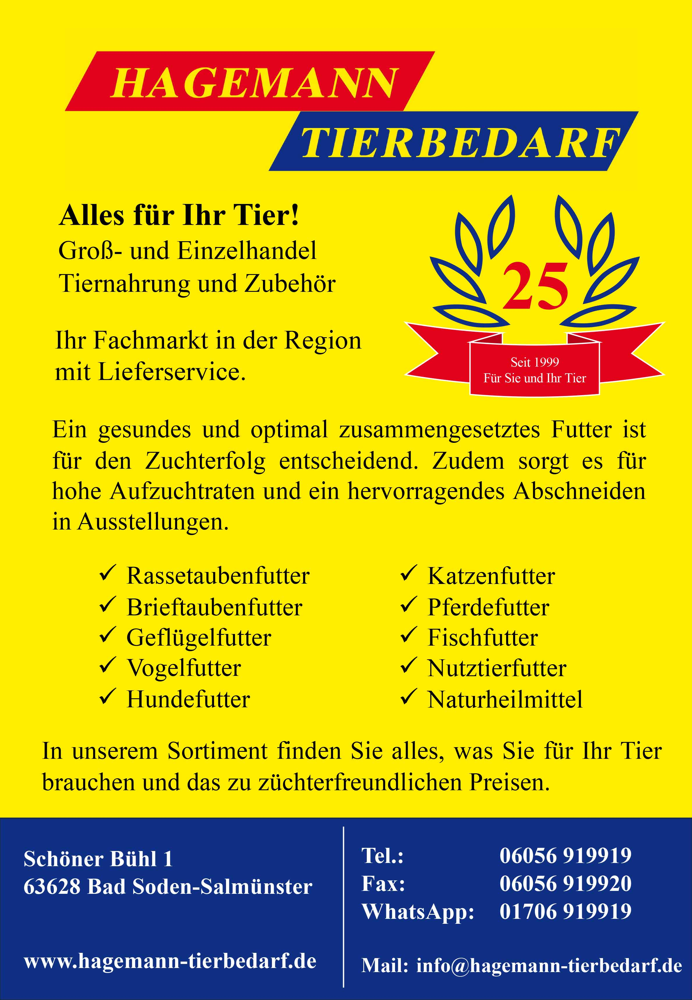 HAGEMANN
TIERBEDARF
Alles für Ihr Tier!
Groß- und Einzelhandel
Tiernahrung und Zubehör
Ihr Fachmarkt in der Region
mit Lieferservice.
25
Seit 1999
Für Sie und Ihr Tier
Ein gesundes und optimal zusammengesetztes Futter ist
für den Zuchterfolg entscheidend. Zudem sorgt es für
hohe Aufzuchtraten und ein hervorragendes Abschneiden
in Ausstellungen.
✓ Rassetaubenfutter
✓ Brieftaubenfutter
✓ Geflügelfutter
✓ Vogelfutter
✓ Hundefutter
✓ Katzenfutter
✓ Pferdefutter
✓ Fischfutter
✓ Nutztierfutter
✓ Naturheilmittel
In unserem Sortiment finden Sie alles, was Sie für Ihr Tier
brauchen und das zu züchterfreundlichen Preisen.
Schöner Bühl 1
63628 Bad Soden-Salmünster
www.hagemann-tierbedarf.de
Tel.: 06056 919919
Fax: 06056 919920
WhatsApp: 01706 919919
Mail: info@hagemann-tierbedarf.de